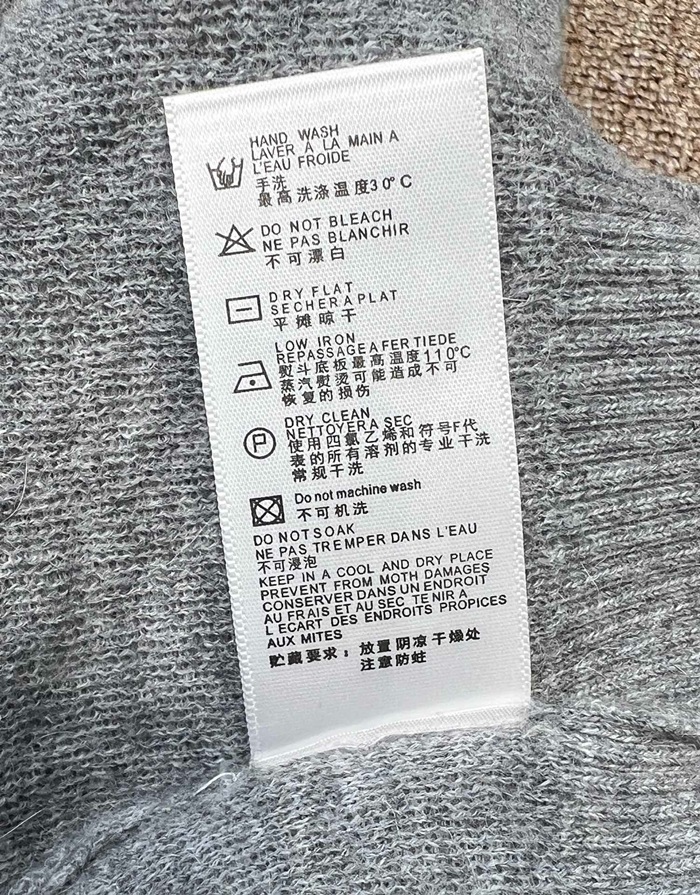 HAND WASH
LAVER A LA MAIN A
L'EAU FROIDE
手洗
最高洗涤温度30°C
DO NOT BLEACH
NE PAS BLANCHIR
不可漂白
DRY FLAT
SECHER A PLAT
平摊晾干
LOW IRON
REPASSAGE A FER TIEDE
熨斗底板最高温度110°C
蒸汽熨烫可能造成不可
恢复的损伤
P
DRY CLEAN
NETTOYER A SEC
使用四氯乙烯和符号F代
表的所有溶剂的专业干洗
常规干洗
Do not machine wash
不可机洗
DO NOT SOAK
NE PAS TREMPER DANS L'EAU
不可浸泡
KEEP IN A COOL AND DRY PLACE
PREVENT FROM MOTH DAMAGES
CONSERVER DANS UN ENDROIT
AU FRAIS ET AU SEC TENIR A
L ECART DES ENDROITS PROPICES
AUX MITES
贮藏要求：放置阴凉干燥处
注意防蛀